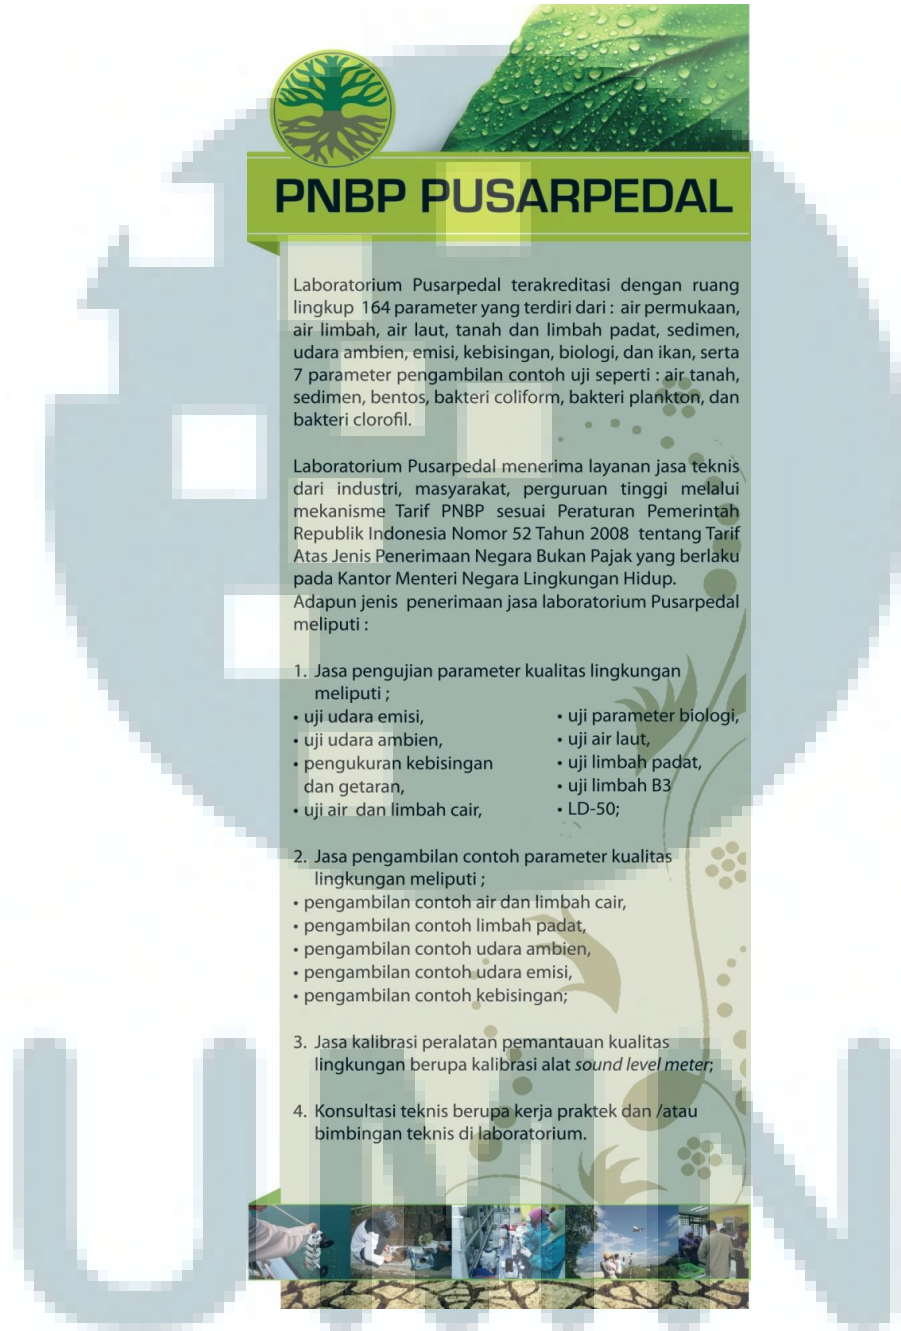 PNBP PUSARPEDAL
Laboratorium Pusarpedal terakreditasi dengan ruang
lingkup 164 parameter yang terdiri dari : air permukaan,
air limbah, air laut, tanah dan limbah padat, sedimen,
udara ambien, emisi, kebisingan, biologi, dan ikan, serta
7 parameter pengambilan contoh uji seperti : air tanah,
sedimen, bentos, bakteri coliform, bakteri plankton, dan
bakteri clorofil.
Laboratorium Pusarpedal menerima layanan jasa teknis
dari industri, masyarakat, perguruan tinggi melalui
mekanisme Tarif PNBP sesuai Peraturan Pemerintah
Republik Indonesia Nomor 52 Tahun 2008 tentang Tarif
Atas Jenis Penerimaan Negara Bukan Pajak yang berlaku
pada Kantor Menteri Negara Lingkungan Hidup.
Adapun jenis penerimaan jasa laboratorium Pusarpedal
meliputi :
1. Jasa pengujian parameter kualitas lingkungan
meliputi ;
• uji udara emisi,
• uji udara ambien,
• pengukuran kebisingan
dan getaran,
• uji air dan limbah cair,
• uji parameter biologi,
• uji air laut,
• uji limbah padat,
• uji limbah B3
• LD-50;
2. Jasa pengambilan contoh parameter kualitas
lingkungan meliputi ;
• pengambilan contoh air dan limbah cair,
• pengambilan contoh limbah padat,
• pengambilan contoh udara ambien,
• pengambilan contoh udara emisi,
• pengambilan contoh kebisingan;
3. Jasa kalibrasi peralatan pemantauan kualitas
lingkungan berupa kalibrasi alat sound level meter;
4. Konsultasi teknis berupa kerja praktek dan /atau
bimbingan teknis di laboratorium.
UMN